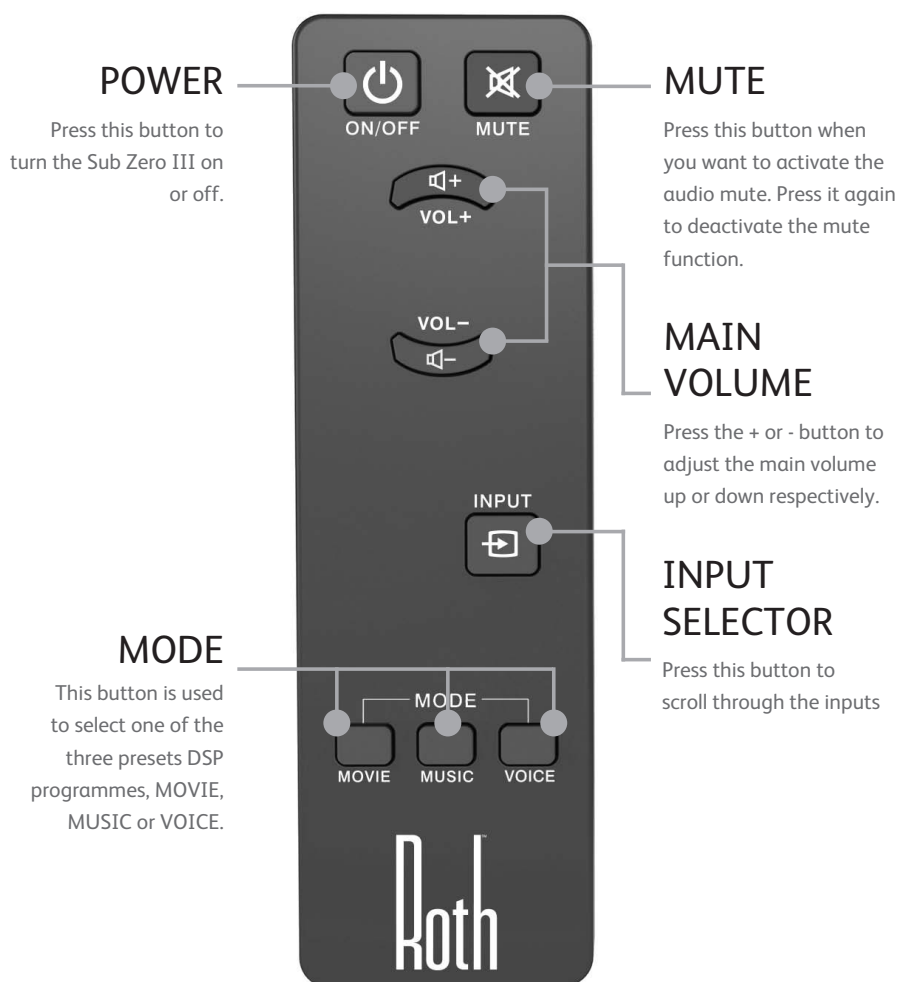 POWER
Press this button to
turn the Sub Zero III on
or off.
ON/OFF
MUTE
MUTE
Press this button when
you want to activate the
audio mute. Press it again
to deactivate the mute
function.
+
VOL+
VOL–
–
MAIN
VOLUME
Press the + or - button to
adjust the main volume
up or down respectively.
INPUT
INPUT
SELECTOR
Press this button to
scroll through the inputs
MODE
This button is used
to select one of the
three presets DSP
programmes, MOVIE,
MUSIC or VOICE.
MODE
MOVIE MUSIC VOICE
Roth™